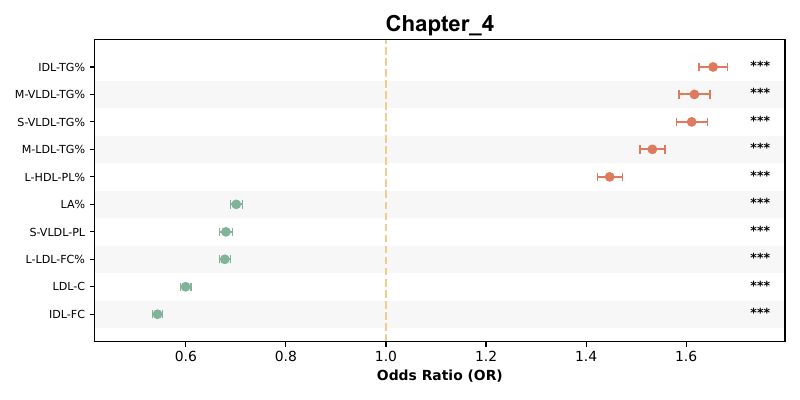 Chapter_4
IDL-TG% ***
M-VLDL-TG% ***
S-VLDL-TG% ***
M-LDL-TG% ***
L-HDL-PL% ***
LA% ***
S-VLDL-PL ***
L-LDL-FC% ***
LDL-C ***
IDL-FC ***
0.6 0.8 1.0 1.2 1.4 1.6
Odds Ratio (OR)